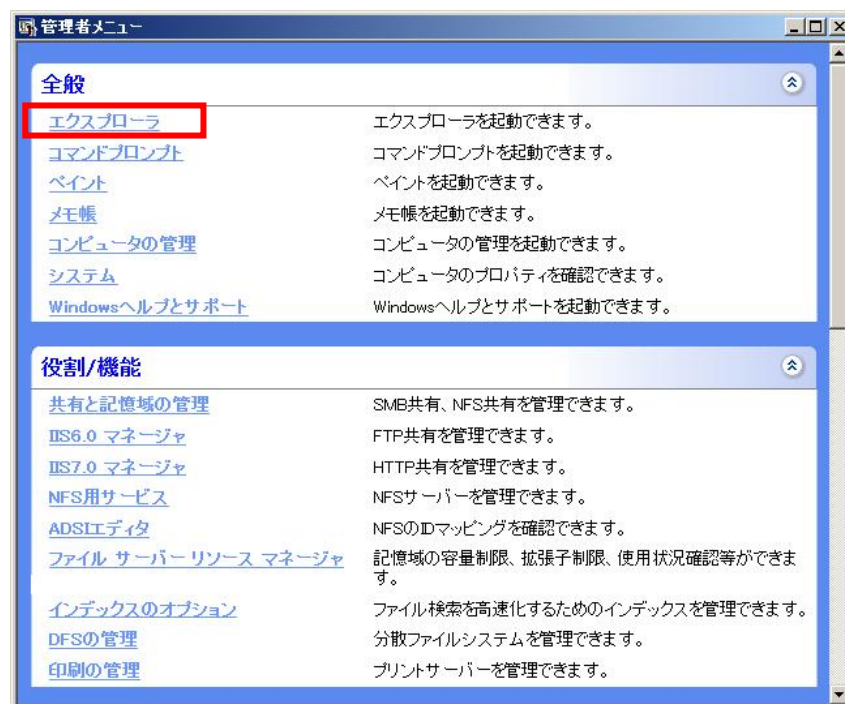 管理者メニュー
全般
エクスプローラ エクスプローラを起動できます。
コマンドプロンプト コマンドプロンプトを起動できます。
ペイント ペイントを起動できます。
メモ帳 メモ帳を起動できます。
コンピュータの管理 コンピュータの管理を起動できます。
システム コンピュータのプロパティを確認できます。
Windowsヘルプとサポート Windowsヘルプとサポートを起動できます。
役割/機能
共有と記憶域の管理 SMB共有、NFS共有を管理できます。
IIS6.0 マネージャ FTP共有を管理できます。
IIS7.0 マネージャ HTTP共有を管理できます。
NFS用サービス NFSサーバーを管理できます。
ADSIエディタ NFSのIDマッピングを確認できます。
ファイル サーバー リソース マネージャ 記憶域の容量制限、拡張子制限、使用状況確認等ができま
す。
インデックスのオプション ファイル検索を高速化するためのインデックスを管理できます。
DFSの管理 分散ファイルシステムを管理できます。
印刷の管理 プリントサーバーを管理できます。